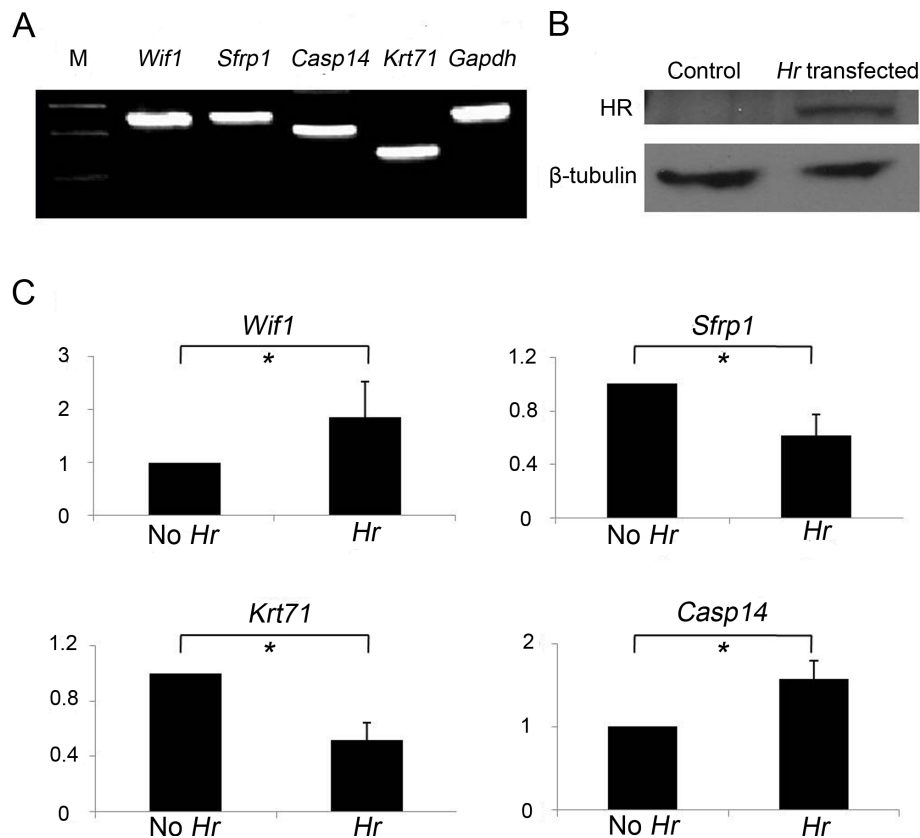 A
M Wif1 Sfrp1 Casp14 Krt71 Gapdh
B
Control Hr transfected
HR
β-tubulin
C
Wif1
*
3
2
1
0
No Hr Hr
Sfrp1
*
1.2
0.8
0.4
0
No Hr Hr
Krt71
*
1.2
0.8
0.4
0
No Hr Hr
Casp14
*
2
1
0
No Hr Hr